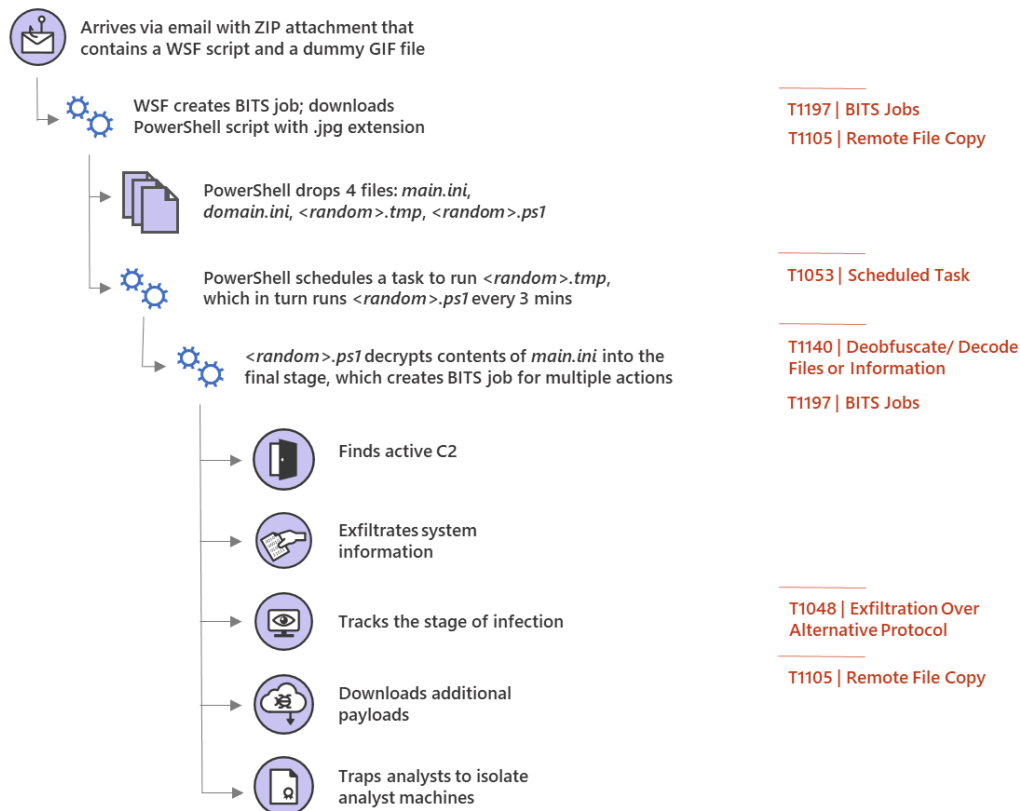 Arrives via email with ZIP attachment that
contains a WSF script and a dummy GIF file
WSF creates BITS job; downloads
PowerShell script with .jpg extension
T1197 | BITS Jobs
T1105 | Remote File Copy
PowerShell drops 4 files: main.ini,
domain.ini, <random>.tmp, <random>.ps1
PowerShell schedules a task to run <random>.tmp,
which in turn runs <random>.ps1 every 3 mins
T1053 | Scheduled Task
<random>.ps1 decrypts contents of main.ini into the
final stage, which creates BITS job for multiple actions
T1140 | Deobfuscate/ Decode
Files or Information
T1197 | BITS Jobs
Finds active C2
Exfiltrates system
information
Tracks the stage of infection
T1048 | Exfiltration Over
Alternative Protocol
Downloads additional
payloads
T1105 | Remote File Copy
Traps analysts to isolate
analyst machines